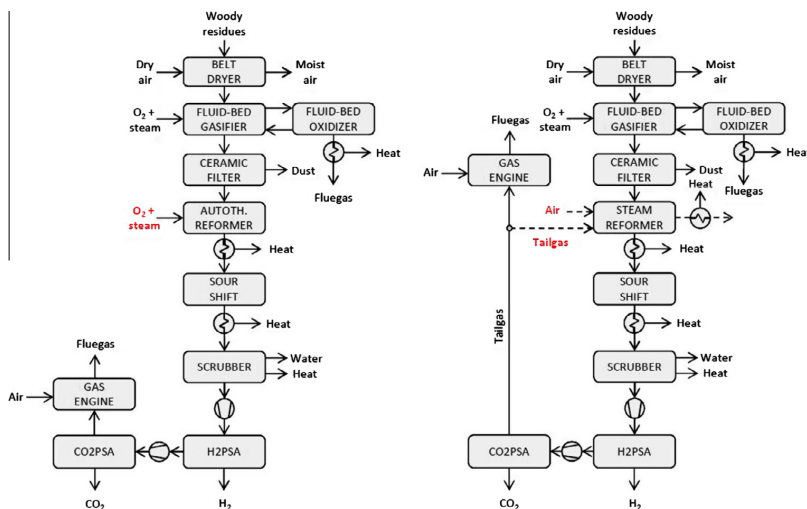 Woody
residues
Dry
air
BELT
DRYER
Moist
air
O₂ +
steam
FLUID-BED
GASIFIER
FLUID-BED
OXIDIZER
Heat
Fluegas
CERAMIC
FILTER
Dust
O₂ +
steam
AUTOTH.
REFORMER
Heat
SOUR
SHIFT
Heat
SCRUBBER
Water
Heat
Fluegas
Air
GAS
ENGINE
CO2PSA
H2PSA
CO₂
H₂
Woody
residues
Dry
air
BELT
DRYER
Moist
air
O₂ +
steam
FLUID-BED
GASIFIER
FLUID-BED
OXIDIZER
Heat
Fluegas
Fluegas
Air
GAS
ENGINE
CERAMIC
FILTER
Dust
Heat
Air
Tailgas
STEAM
REFORMER
Heat
SOUR
SHIFT
Tailgas
Heat
SCRUBBER
Water
Heat
CO2PSA
H2PSA
CO₂
H₂